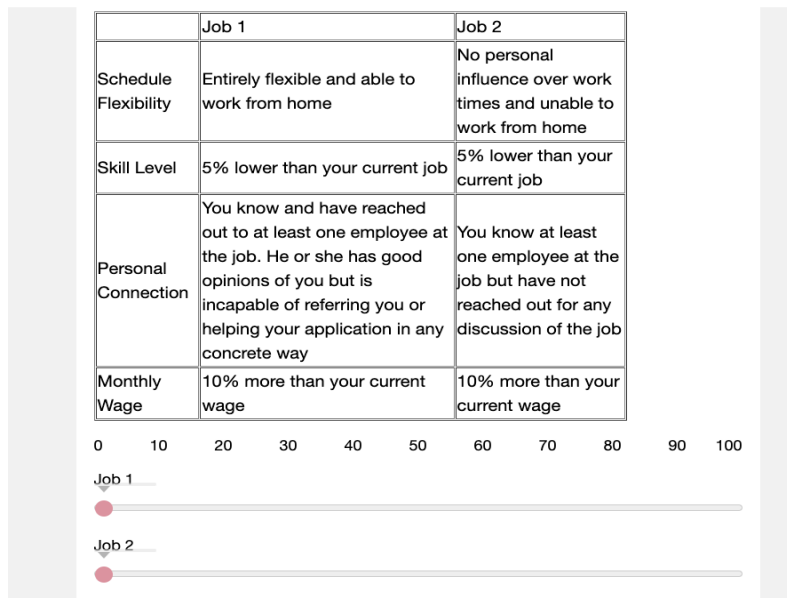 Job 1
Job 2
Schedule
Flexibility
Entirely flexible and able to
work from home
No personal
influence over work
times and unable to
work from home
Skill Level
5% lower than your current job
5% lower than your
current job
Personal
Connection
You know and have reached
out to at least one employee at
the job. He or she has good
opinions of you but is
incapable of referring you or
helping your application in any
concrete way
You know at least
one employee at the
job but have not
reached out for any
discussion of the job
Monthly
Wage
10% more than your current
wage
10% more than your
current wage
0 10 20 30 40 50 60 70 80 90 100
Job 1
Job 2